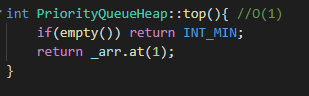 int PriorityQueueHeap::top(){ //O(1)
    if(empty()) return INT_MIN;
    return _arr.at(1);
}